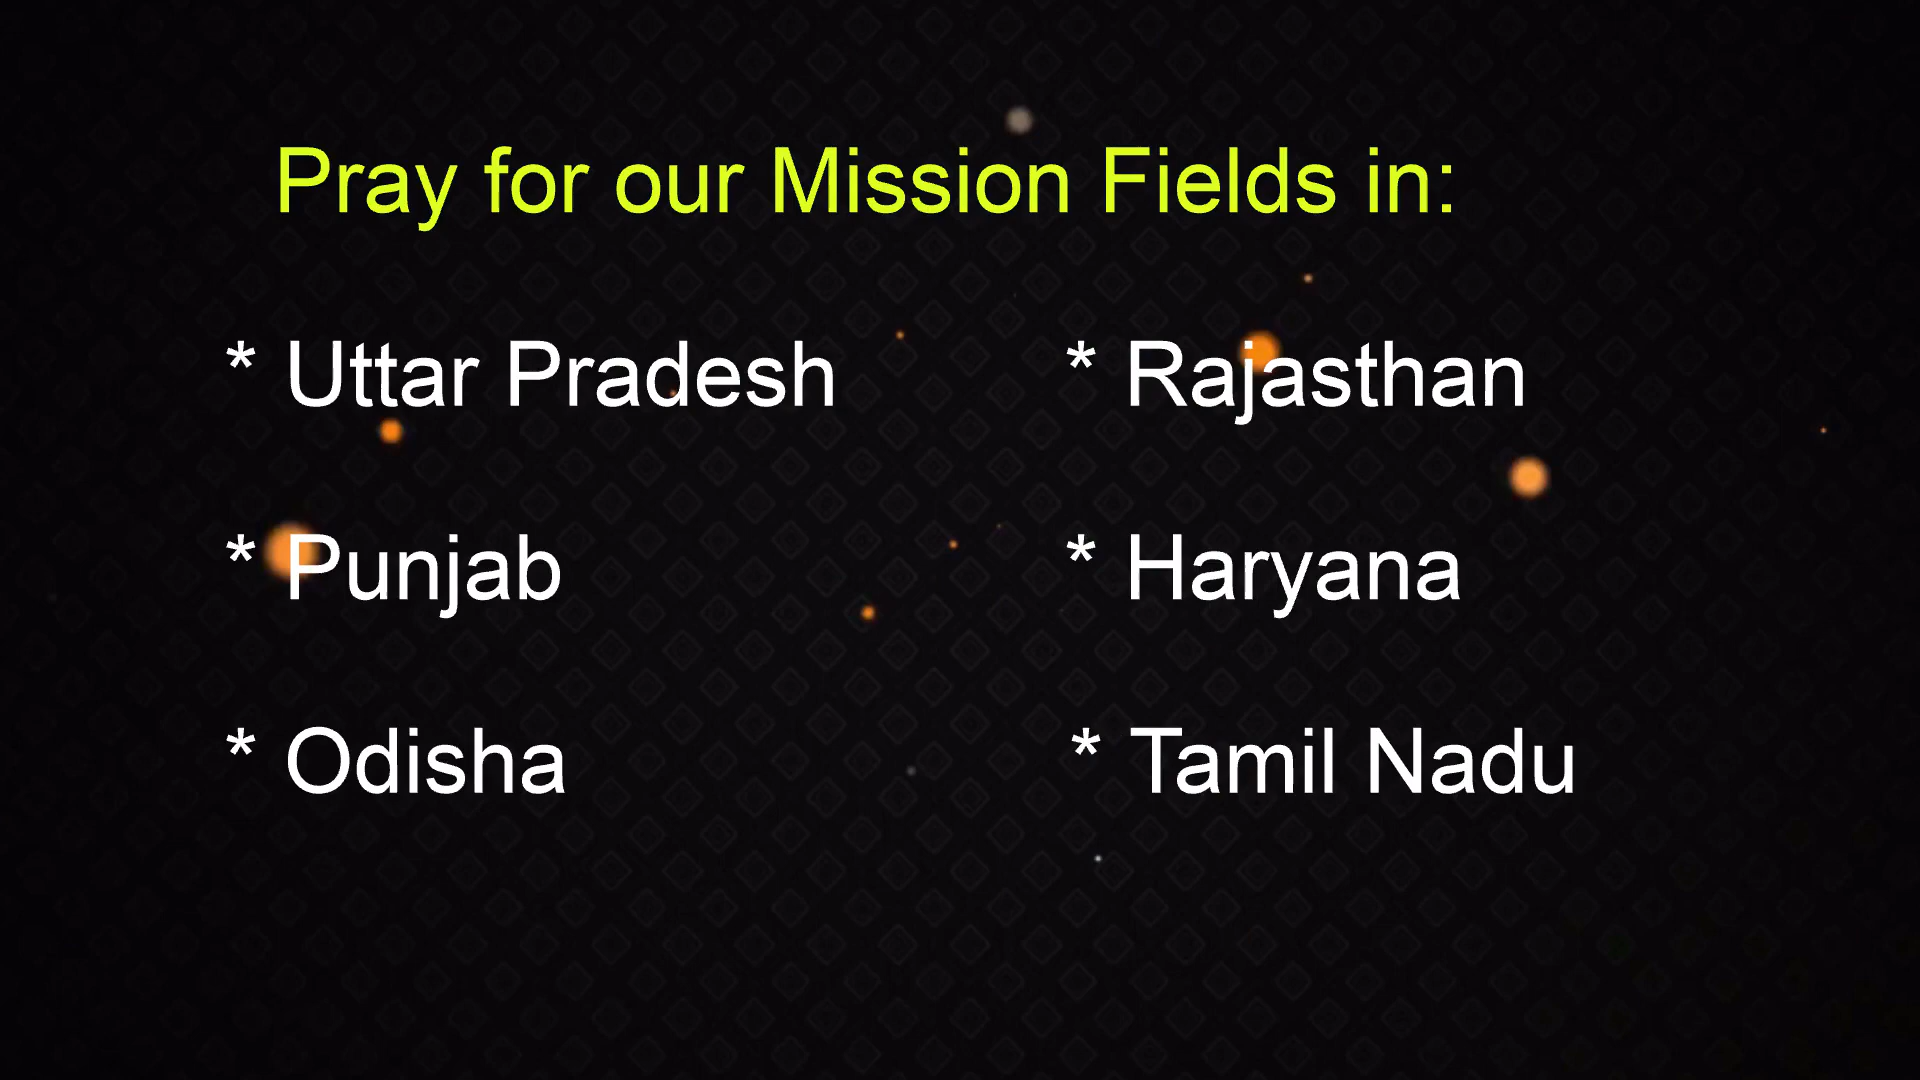 Pray for our Mission Fields in:
* Uttar Pradesh * Rajasthan
* Punjab * Haryana
* Odisha * Tamil Nadu